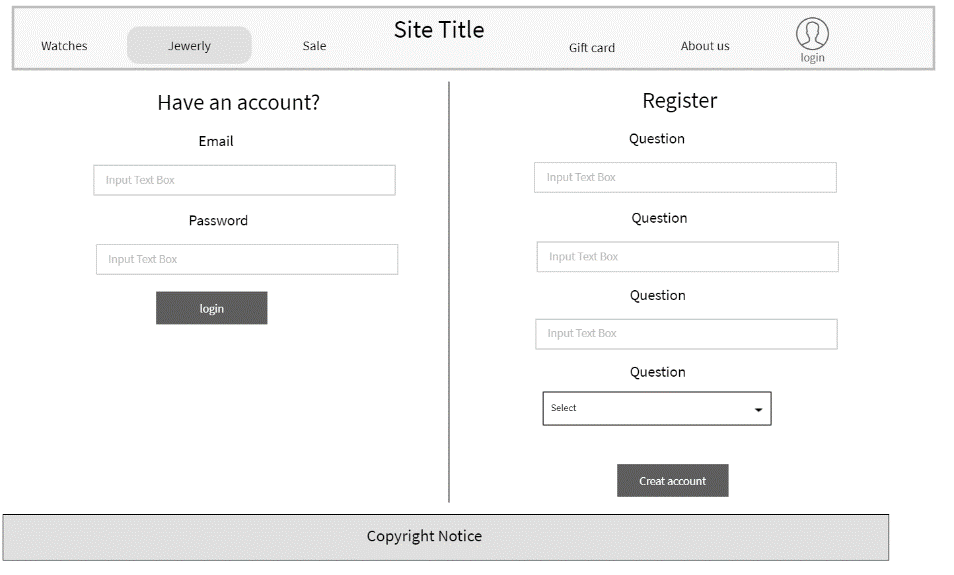 Site Title
Watches
Jewerly
Sale
Gift card
About us
login
Have an account?
Email
Input Text Box
Password
Input Text Box
login
Register
Question
Input Text Box
Question
Input Text Box
Question
Input Text Box
Question
Select
Creat account
Copyright Notice